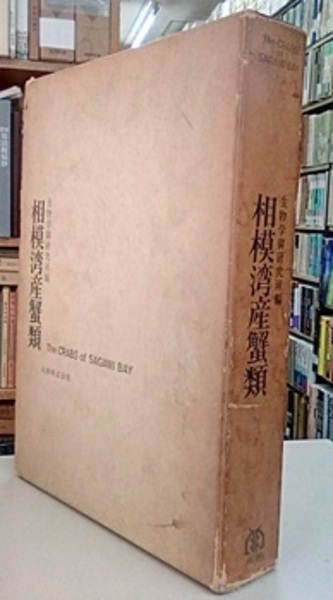 生物学御研究所編
相模湾産蟹類
The CRABS of SAGAMI BAY
丸善株式会社
The CRABS
of SAGAMI BAY
生物学御研究所編
相模湾産蟹類
丸善